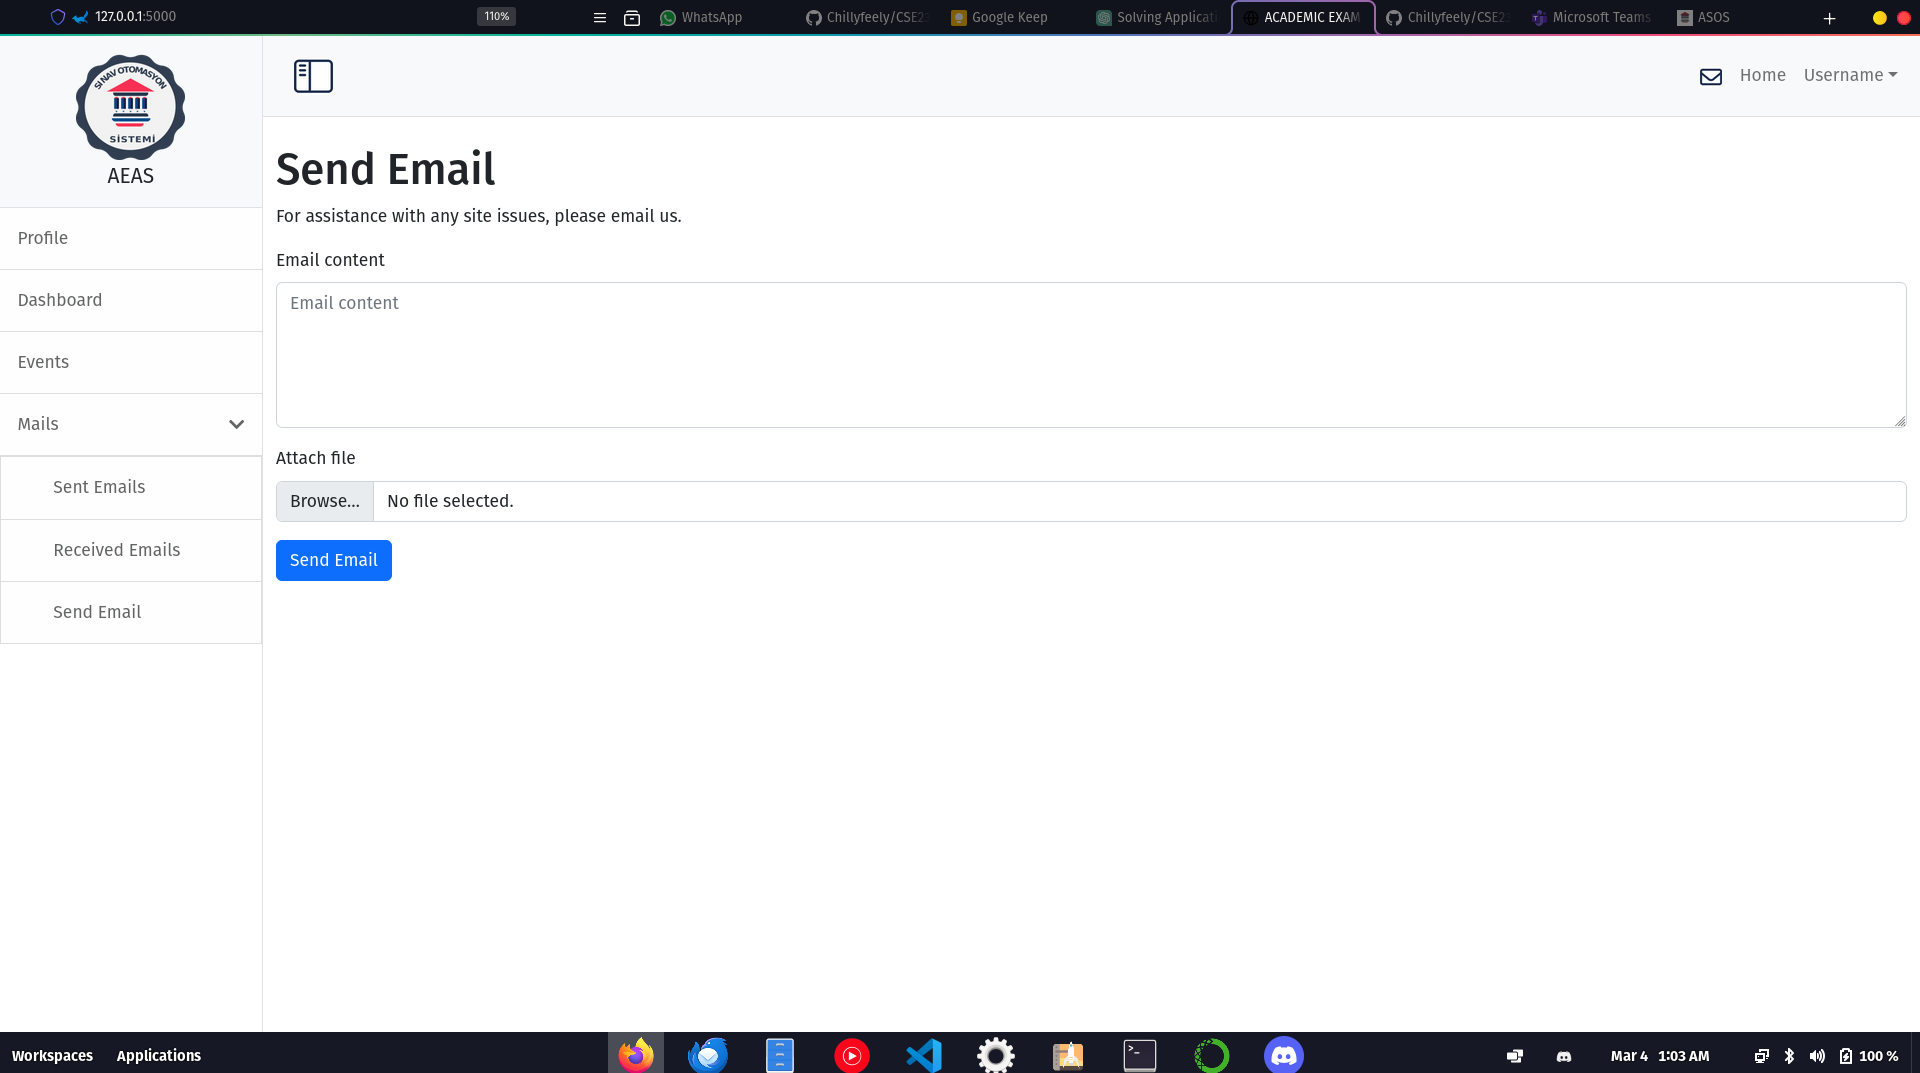 127.0.0.1:5000
110%
WhatsApp
Chillyfeely/CSE23
Google Keep
Solving Applicati
ACADEMIC EXAM
Chillyfeely/CSE23
Microsoft Teams
ASOS
SINAV OTOMASYON
SİSTEMİ
AEAS
Home
Username
Profile
Dashboard
Events
Mails
Sent Emails
Received Emails
Send Email
Send Email
For assistance with any site issues, please email us.
Email content
Email content
Attach file
Browse... No file selected.
Send Email
Workspaces Applications
Mar 4 1:03 AM
100 %